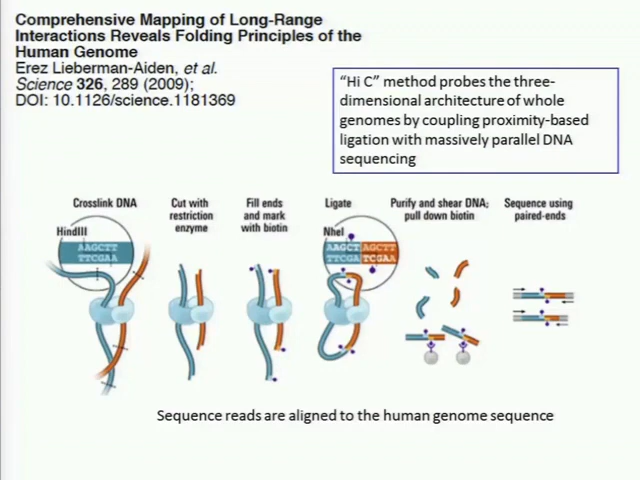 Comprehensive Mapping of Long-Range
Interactions Reveals Folding Principles of the
Human Genome
Erez Lieberman-Aiden, et al.
Science 326, 289 (2009);
DOI: 10.1126/science.1181369
“Hi C” method probes the three-
dimensional architecture of whole
genomes by coupling proximity-based
ligation with massively parallel DNA
sequencing
Crosslink DNA
HindIII
AAGCTT
TTCGAA
Cut with
restriction
enzyme
Fill ends
and mark
with biotin
Ligate
NheI
AAGCTAGCTT
TTCGATCGAA
Purify and shear DNA;
pull down biotin
Sequence using
paired-ends
Sequence reads are aligned to the human genome sequence